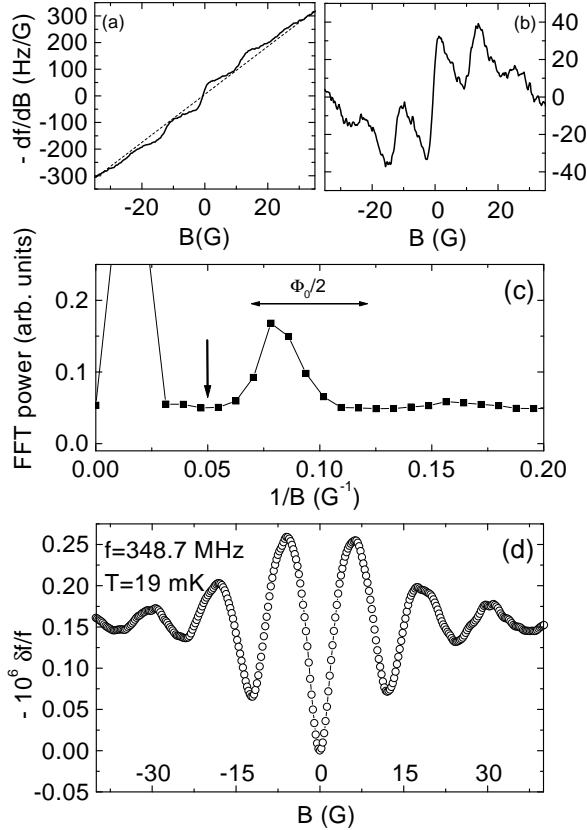 (a)
(b)
- df/dB (Hz/G)
300
200
100
0
-100
-200
-300
-20
0
20
B(G)
40
20
0
-20
-40
-20
0
20
B (G)
(c)
FFT power (arb. units)
0.2
0.1
0.0
Φ₀/2
0.00
0.05
0.10
0.15
0.20
1/B (G⁻¹)
(d)
f=348.7 MHz
T=19 mK
- 10⁶ δf/f
0.25
0.20
0.15
0.10
0.05
0.00
-0.05
-30
-15
0
15
30
B (G)